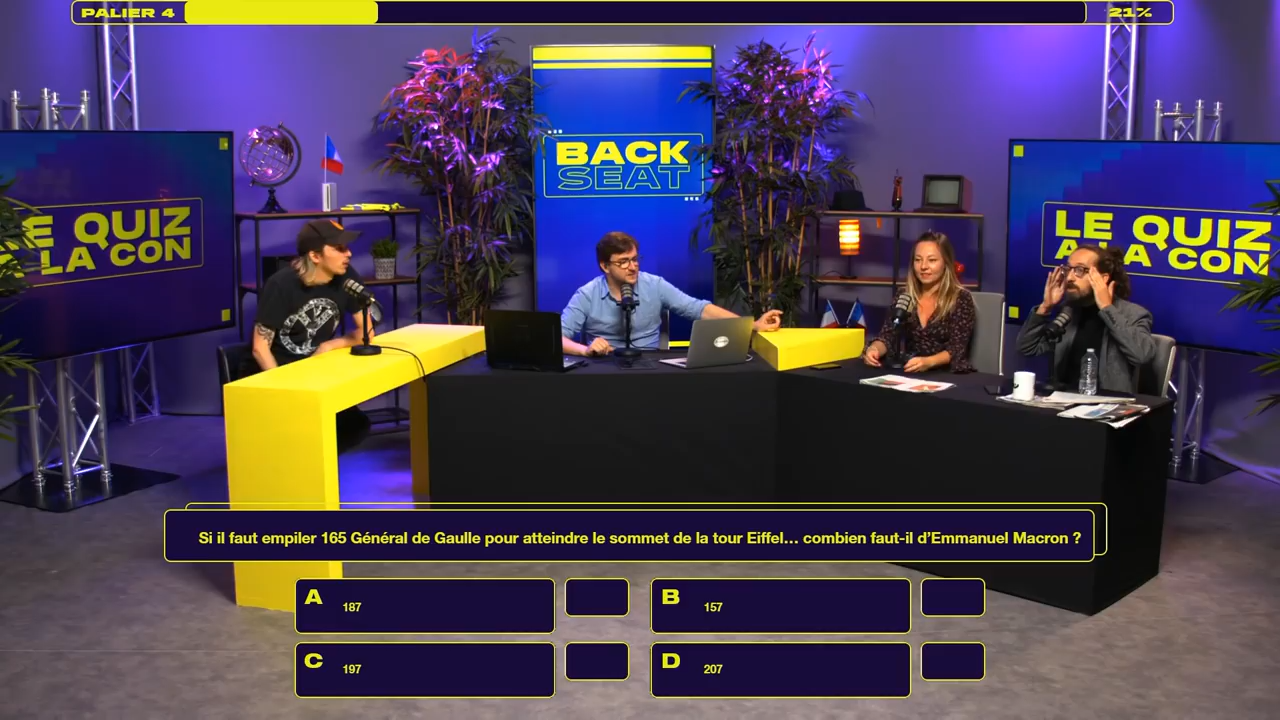 PALIER 4
21%
BACK
SEAT
LE QUIZ
A LA CON
LE QUIZ
A LA CON
Si il faut empiler 165 Général de Gaulle pour atteindre le sommet de la tour Eiffel... combien faut-il d'Emmanuel Macron ?
A 187
B 157
C 197
D 207